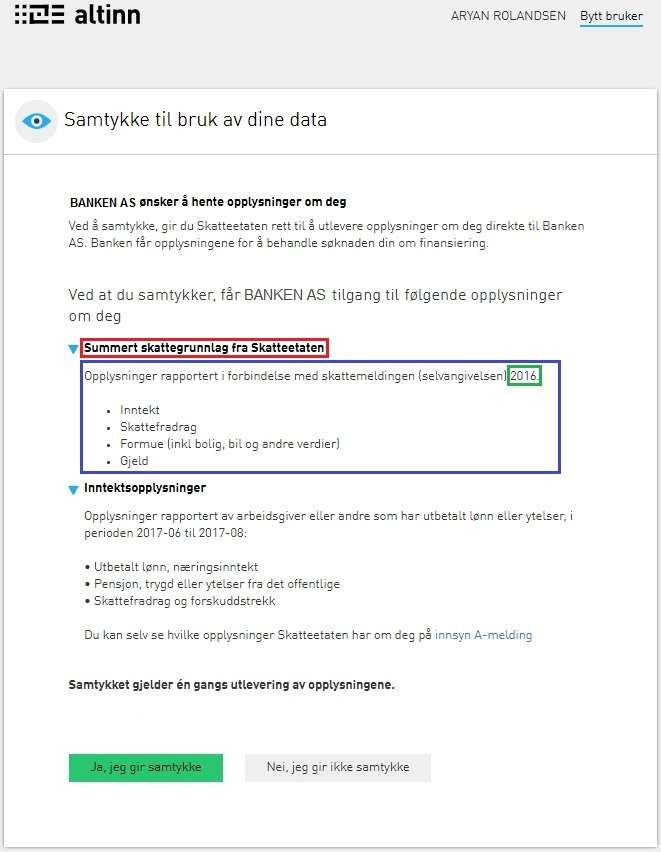 altinn
ARYAN ROLANDSEN Bytt bruker
Samtykke til bruk av dine data
BANKEN AS ønsker å hente opplysninger om deg
Ved å samtykke, gir du Skatteetaten rett til å utlevere opplysninger om deg direkte til Banken
AS. Banken får opplysningene for å behandle søknaden din om finansiering.
Ved at du samtykker, får BANKEN AS tilgang til følgende opplysninger
om deg
Summert skattegrunnlag fra Skatteetaten
Opplysninger rapportert i forbindelse med skattemeldingen (selvangivelsen) 2016.
• Inntekt
• Skattefradrag
• Formue (inkl bolig, bil og andre verdier)
• Gjeld
Inntektsopplysninger
Opplysninger rapportert av arbeidsgiver eller andre som har utbetalt lønn eller ytelser, i
perioden 2017-06 til 2017-08:
• Utbetalt lønn, næringsinntekt
• Pensjon, trygd eller ytelser fra det offentlige
• Skattefradrag og forskuddstrekk
Du kan selv se hvilke opplysninger Skatteetaten har om deg på innsyn A-melding
Samtykket gjelder én gangs utlevering av opplysningene.
Ja, jeg gir samtykke Nei, jeg gir ikke samtykke